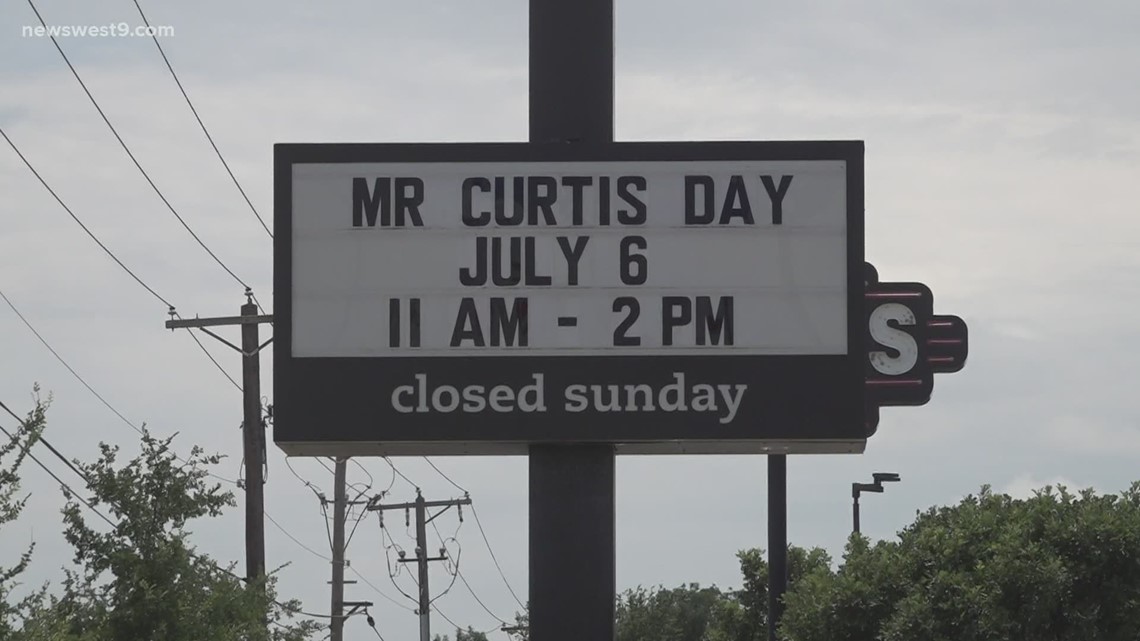 newswest9.com
MR CURTIS DAY
JULY 6
11 AM - 2 PM
closed sunday
S